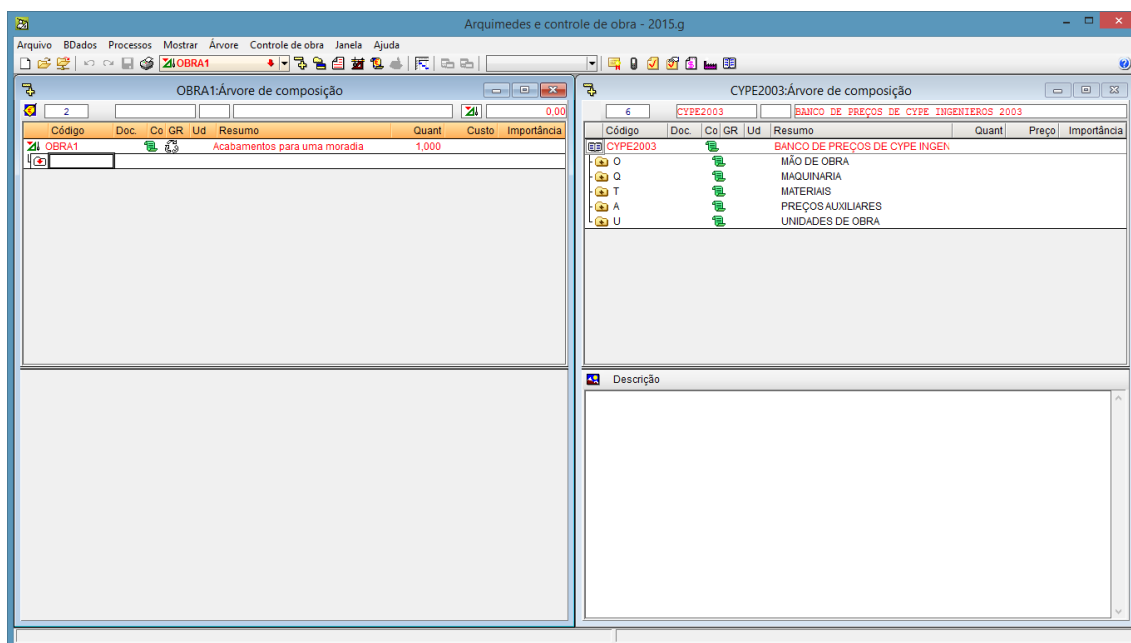 Arquimedes e controle de obra - 2015.g
Arquivo BDados Processos Mostrar Árvore Controle de obra Janela Ajuda
OBRA1
OBRA1:Árvore de composição
2 0.00
Código Doc. Co GR Ud Resumo Quant Custo Importância
OBRA1 Acabamentos para uma moradia 1,000
CYPE2003:Árvore de composição
6 CYPE2003 BANCO DE PREÇOS DE CYPE INGENIEROS 2003
Código Doc. Co GR Ud Resumo Quant Preço Importância
CYPE2003 BANCO DE PREÇOS DE CYPE INGEN
O MÃO DE OBRA
Q MAQUINARIA
T MATERIAIS
A PREÇOS AUXILIARES
U UNIDADES DE OBRA
Descrição